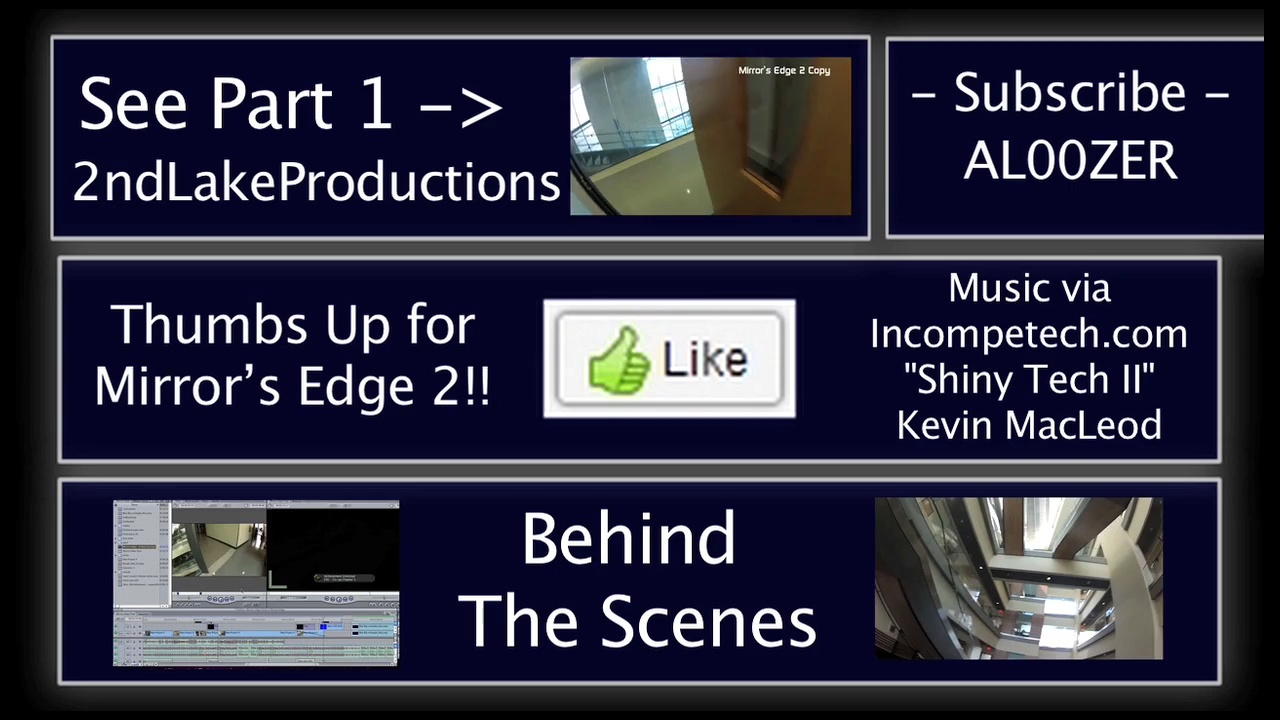 See Part 1 ->
2ndLakeProductions
Mirror's Edge 2 Copy
- Subscribe -
AL00ZER
Thumbs Up for
Mirror's Edge 2!!
Like
Music via
Incompetech.com
"Shiny Tech II"
Kevin MacLeod
Behind
The Scenes